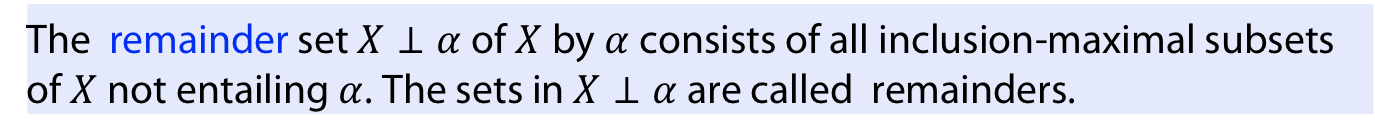 The remainder set X ⊥ α of X by α consists of all inclusion-maximal subsets
of X not entailing α. The sets in X ⊥ α are called remainders.